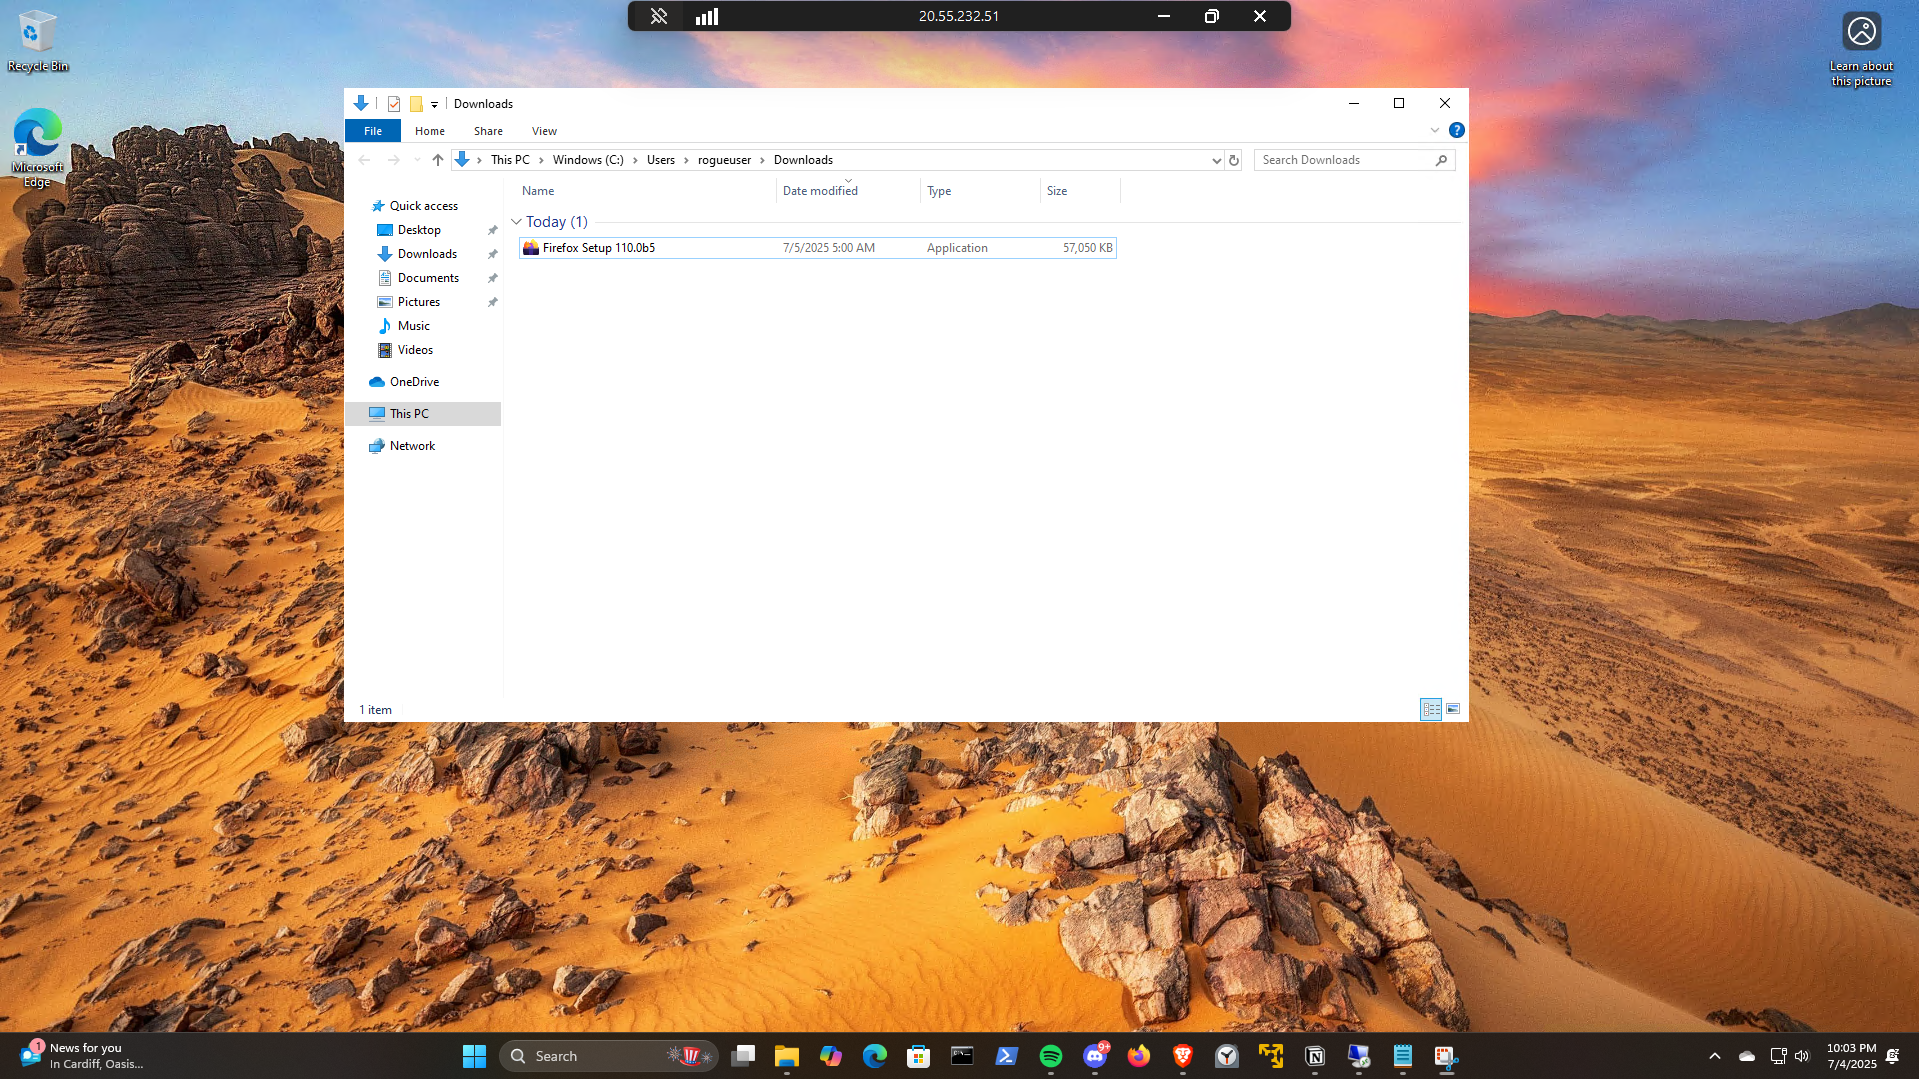 20.55.232.51
Recycle Bin
Learn about
this picture
Microsoft
Edge
Downloads
File Home Share View
This PC Windows (C:) Users rogueuser Downloads
Search Downloads
Name Date modified Type Size
Quick access
Desktop
Downloads
Documents
Pictures
Music
Videos
OneDrive
This PC
Network
Today (1)
Firefox Setup 110.0b5 7/5/2025 5:00 AM Application 57,050 KB
1 item
1
News for you
In Cardiff, Oasis...
Search
9+
10:03 PM
7/4/2025